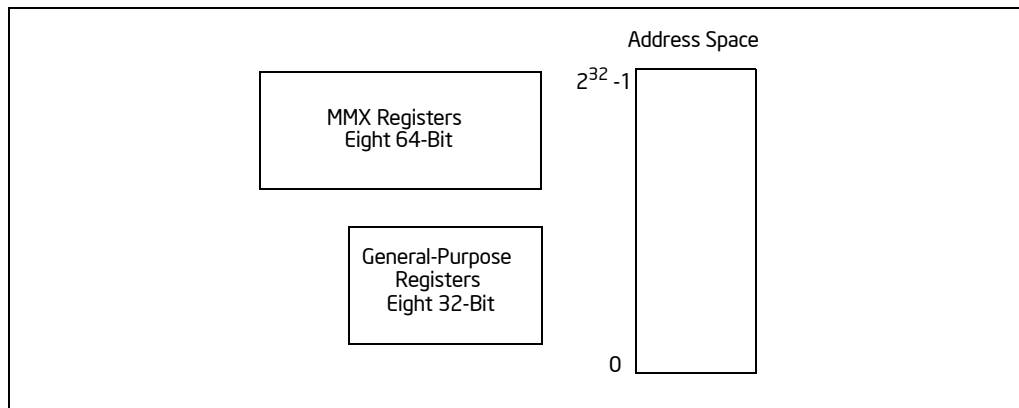 Address Space
2^32 -1
MMX Registers
Eight 64-Bit
General-Purpose
Registers
Eight 32-Bit
0